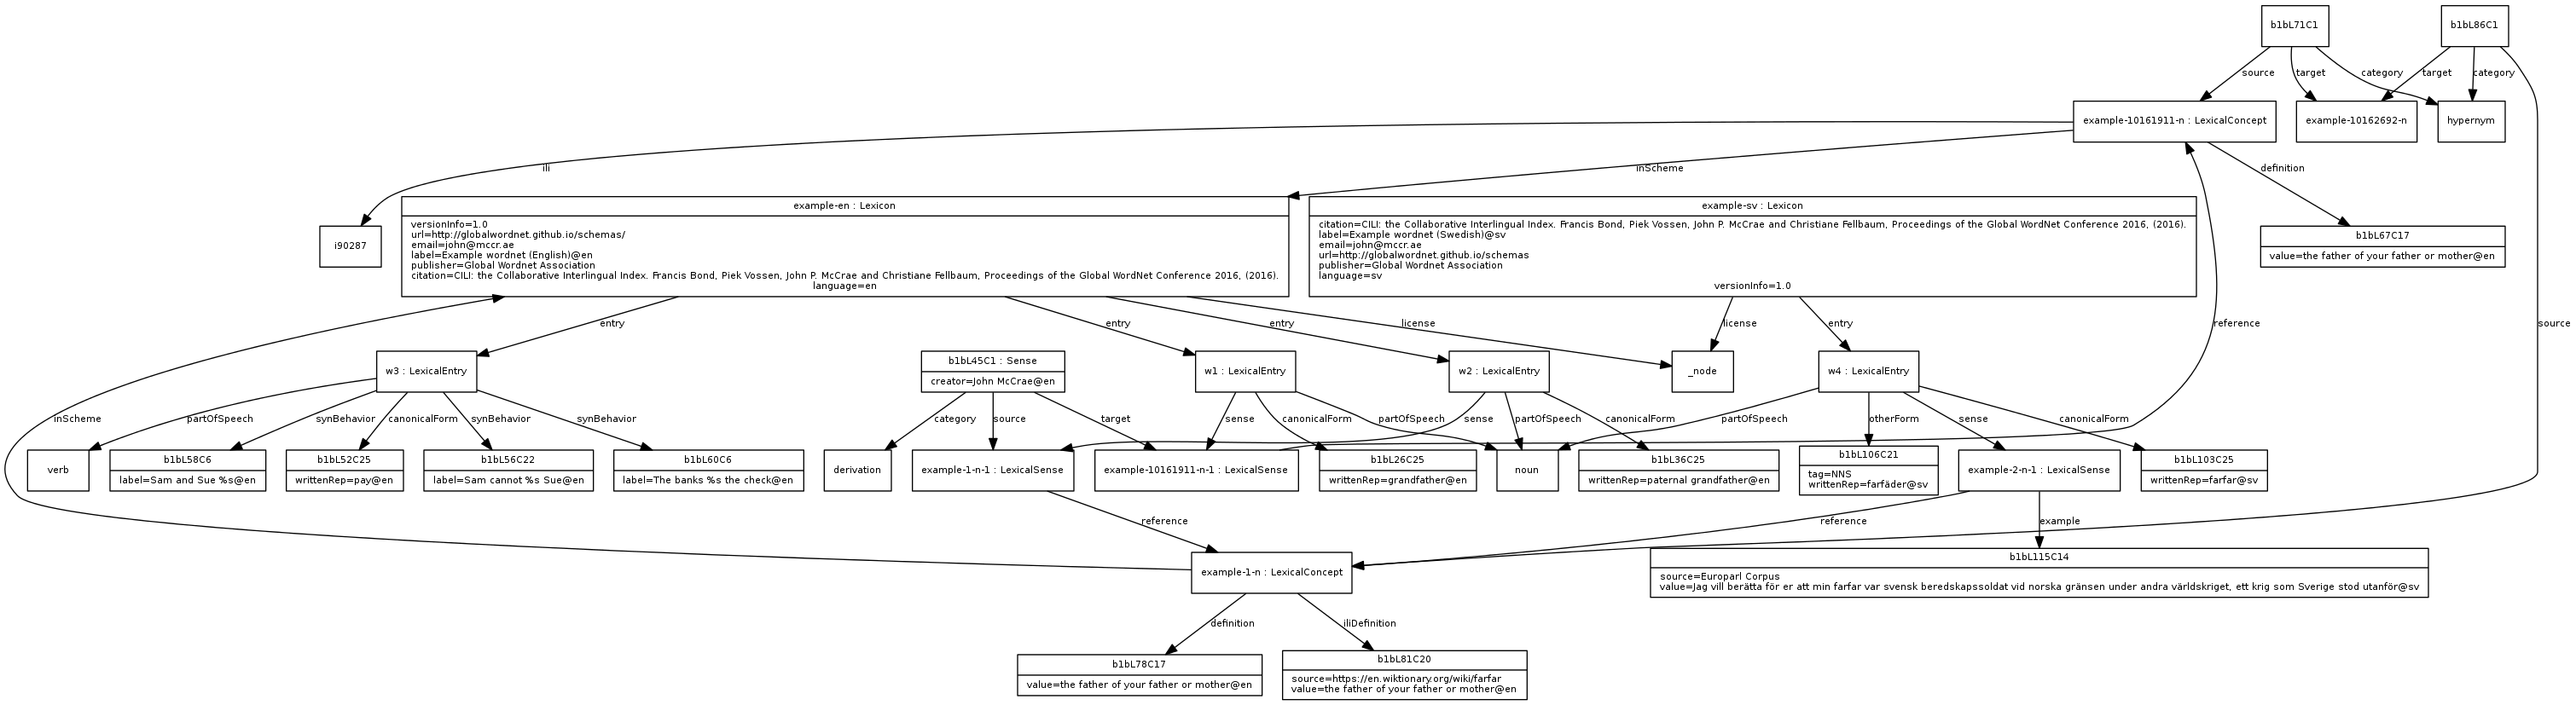 b1bL71C1
b1bL86C1
source
target
category
target
category
example-10161911-n : LexicalConcept
example-10162692-n
hypernym
ili
inScheme
definition
example-en : Lexicon
versionInfo=1.0
url=http://globalwordnet.github.io/schemas/
email=john@mccr.ae
label=Example wordnet (English)@en
publisher=Global Wordnet Association
citation=CILI: the Collaborative Interlingual Index. Francis Bond, Piek Vossen, John P. McCrae and Christiane Fellbaum, Proceedings of the Global WordNet Conference 2016, (2016).
language=en
example-sv : Lexicon
citation=CILI: the Collaborative Interlingual Index. Francis Bond, Piek Vossen, John P. McCrae and Christiane Fellbaum, Proceedings of the Global WordNet Conference 2016, (2016).
label=Example wordnet (Swedish)@sv
email=john@mccr.ae
url=http://globalwordnet.github.io/schemas
publisher=Global Wordnet Association
language=sv
versionInfo=1.0
i90287
b1bL67C17
value=the father of your father or mother@en
entry
entry
entry
license
license
entry
reference
source
w3 : LexicalEntry
b1bL45C1 : Sense
creator=John McCrae@en
w1 : LexicalEntry
w2 : LexicalEntry
_node
w4 : LexicalEntry
inScheme
partOfSpeech
synBehavior
canonicalForm
synBehavior
synBehavior
category
source
target
sense
canonicalForm
partOfSpeech
sense
partOfSpeech
canonicalForm
partOfSpeech
otherForm
sense
canonicalForm
verb
b1bL58C6
label=Sam and Sue %s@en
b1bL52C25
writtenRep=pay@en
b1bL56C22
label=Sam cannot %s Sue@en
b1bL60C6
label=The banks %s the check@en
derivation
example-1-n-1 : LexicalSense
example-10161911-n-1 : LexicalSense
b1bL26C25
writtenRep=grandfather@en
noun
b1bL36C25
writtenRep=paternal grandfather@en
b1bL106C21
tag=NNS
writtenRep=farfäder@sv
example-2-n-1 : LexicalSense
b1bL103C25
writtenRep=farfar@sv
reference
reference
example
example-1-n : LexicalConcept
b1bL115C14
source=Europarl Corpus
value=Jag vill berätta för er att min farfar var svensk beredskapssoldat vid norska gränsen under andra världskriget, ett krig som Sverige stod utanför@sv
definition
iliDefinition
b1bL78C17
value=the father of your father or mother@en
b1bL81C20
source=https://en.wiktionary.org/wiki/farfar
value=the father of your father or mother@en